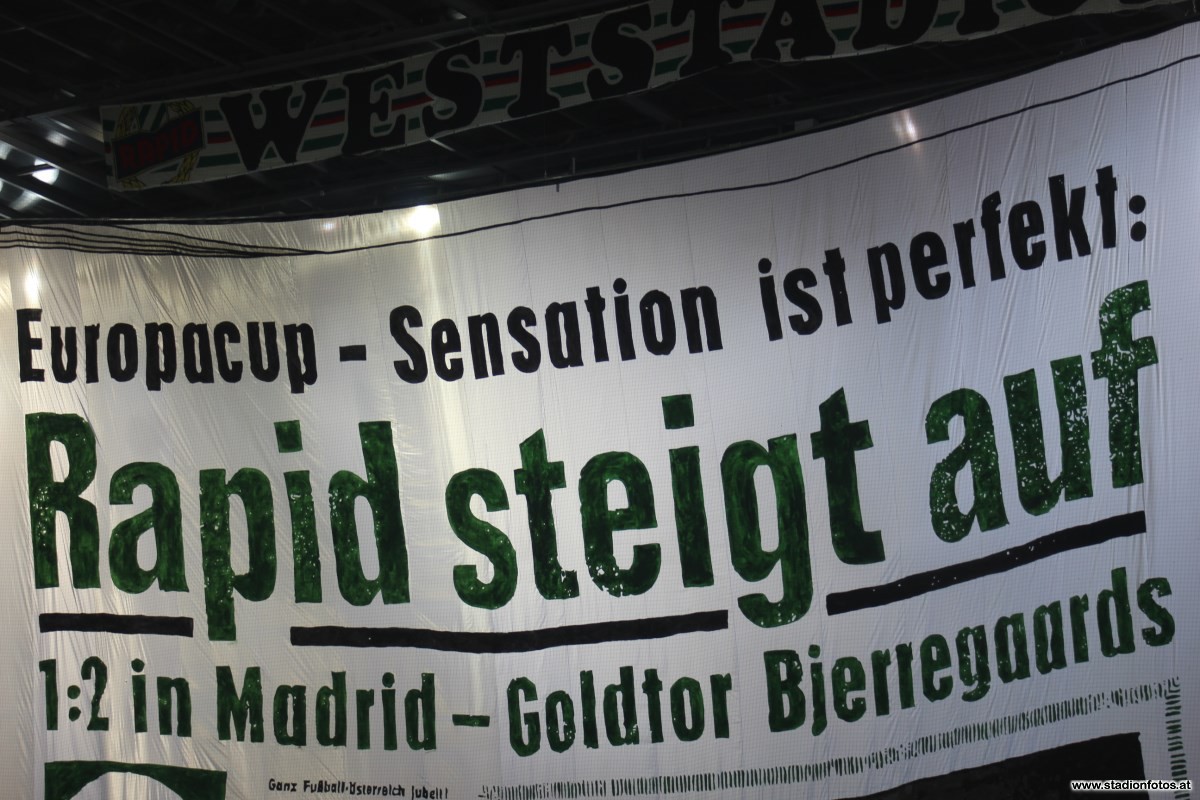 RAPID WESTSTADION
Europacup - Sensation ist perfekt:
Rapid steigt auf
1:2 in Madrid - Goldtor Bjerregaards
Ganz Fußball-Österreich jubelt!
www.stadionfotos.at